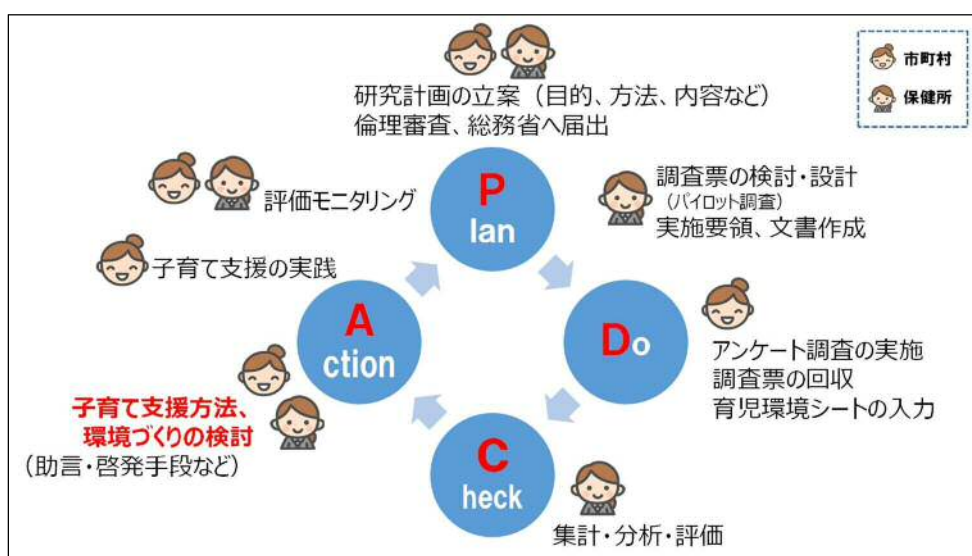 市町村
保健所
研究計画の立案（目的、方法、内容など）
倫理審査、総務省へ届出
Plan
調査票の検討・設計
（パイロット調査）
実施要領、文書作成
Do
アンケート調査の実施
調査票の回収
育児環境シートの入力
Check
集計・分析・評価
Action
子育て支援方法、
環境づくりの検討
（助言・啓発手段など）
子育て支援の実践
評価モニタリング